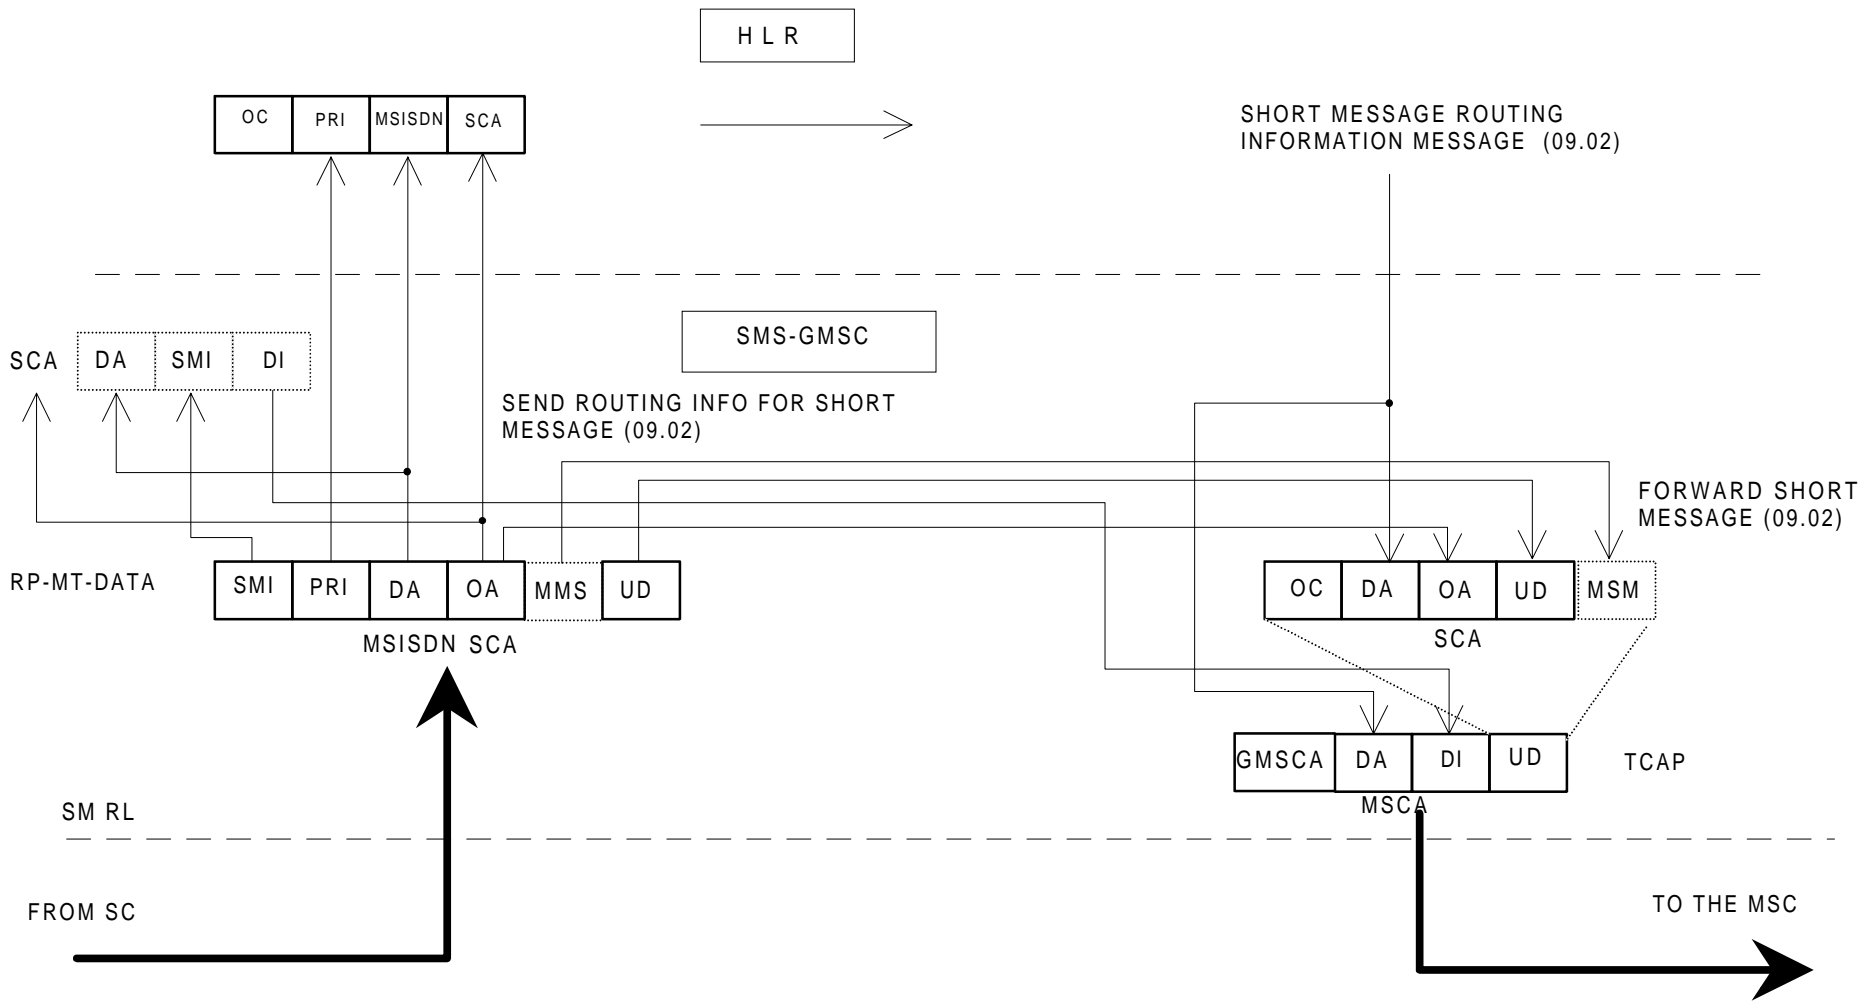 H L R
OC PRI MSISDN SCA
SHORT MESSAGE ROUTING
INFORMATION MESSAGE (09.02)
SMS-GMSC
SCA DA SMI DI
SEND ROUTING INFO FOR SHORT
MESSAGE (09.02)
FORWARD SHORT
MESSAGE (09.02)
RP-MT-DATA SMI PRI DA OA MMS UD
OC DA OA UD MSM
MSISDN SCA
SCA
GMSCA DA DI UD TCAP
MSCA
SM RL
FROM SC
TO THE MSC